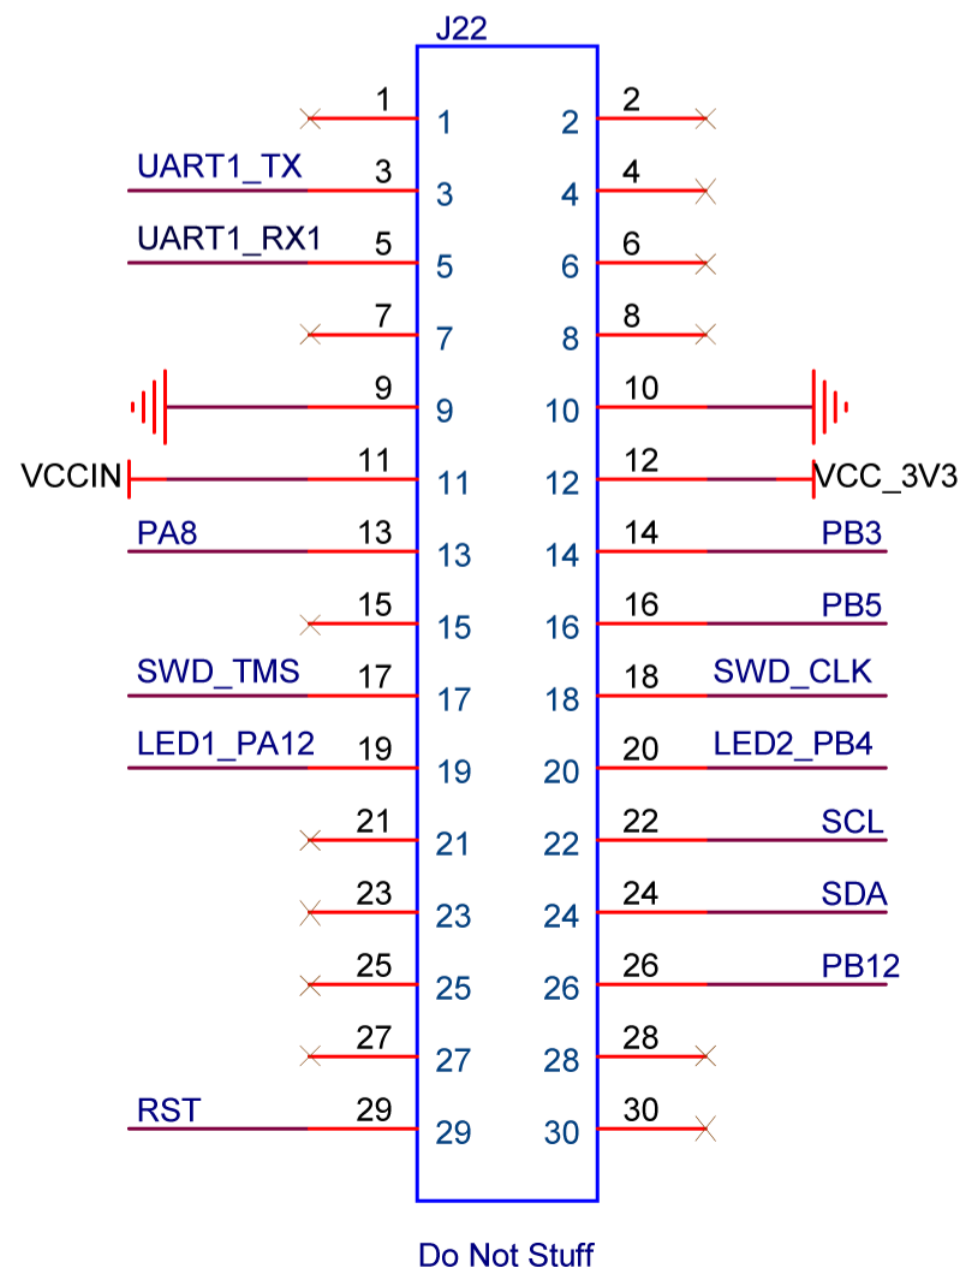 J22
1 1 2 2
UART1_TX 3 3 4 4
UART1_RX1 5 5 6 6
7 7 8 8
9 9 10 10
VCCIN 11 11 12 12 VCC_3V3
PA8 13 13 14 14 PB3
15 15 16 16 PB5
SWD_TMS 17 17 18 18 SWD_CLK
LED1_PA12 19 19 20 20 LED2_PB4
21 21 22 22 SCL
23 23 24 24 SDA
25 25 26 26 PB12
27 27 28 28
RST 29 29 30 30
Do Not Stuff